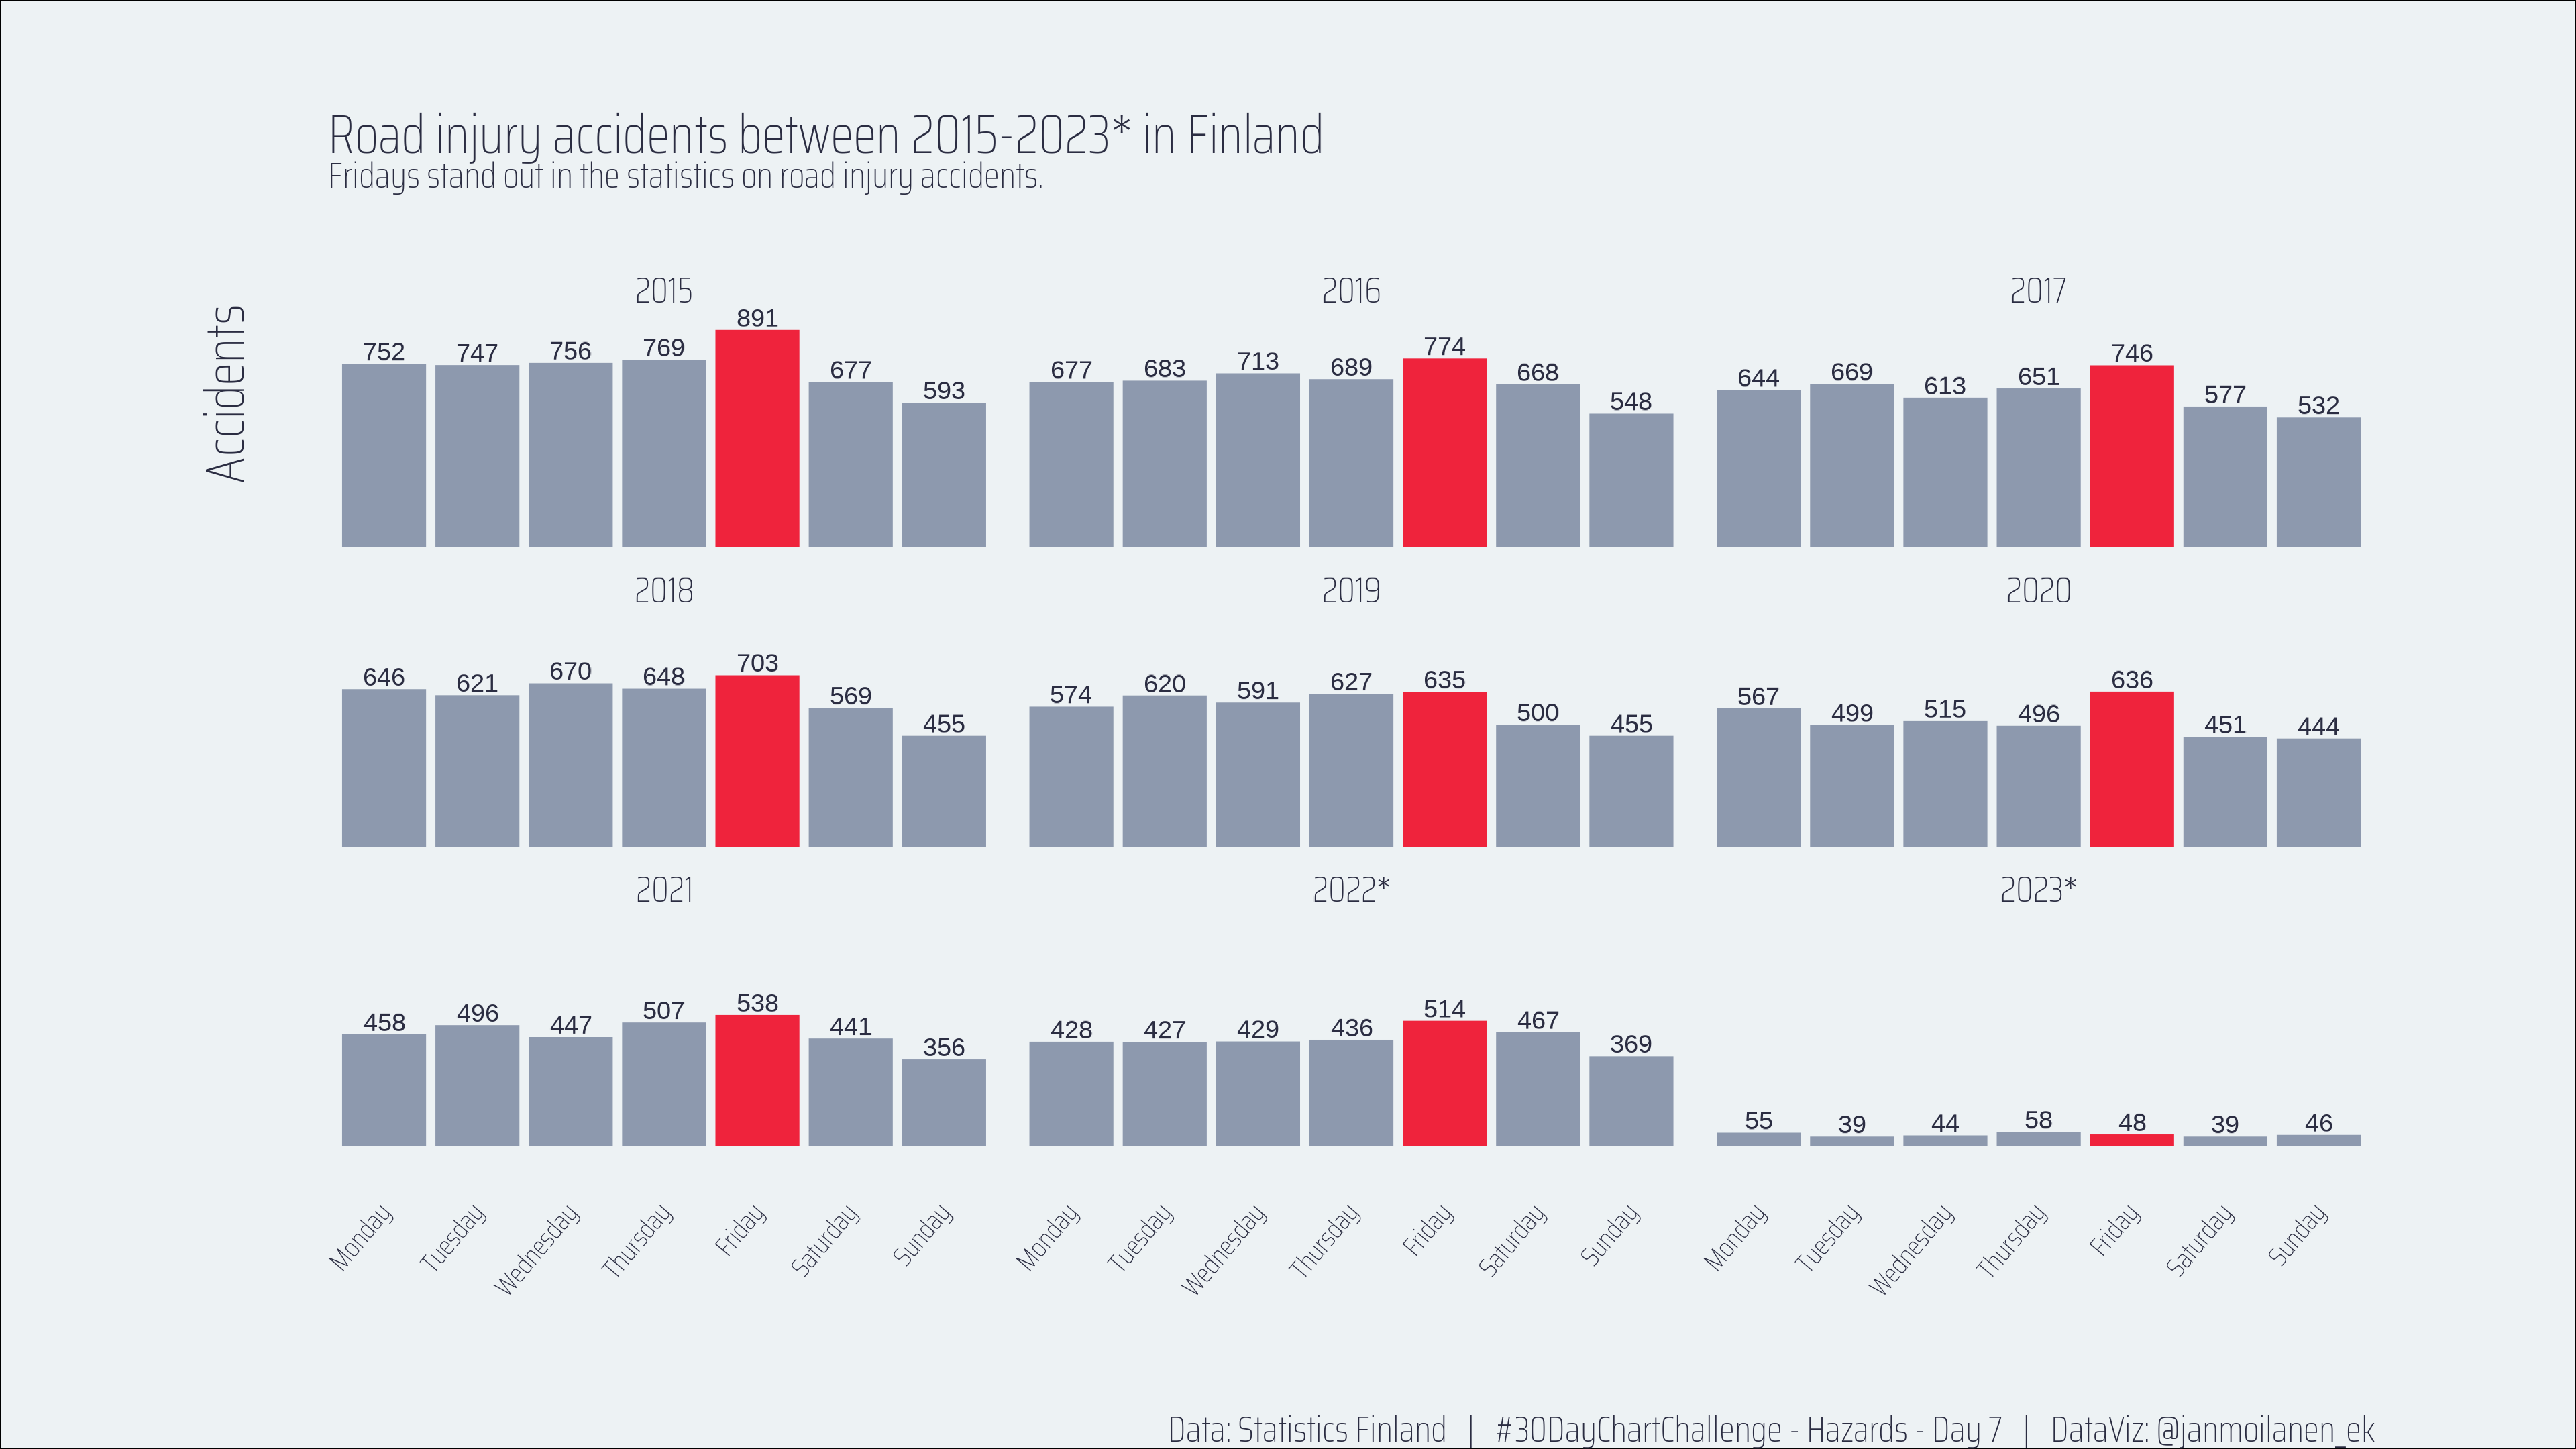 Road injury accidents between 2015-2023* in Finland
Fridays stand out in the statistics on road injury accidents.
Accidents
2015
752 747 756 769 891 677 593
2016
677 683 713 689 774 668 548
2017
644 669 613 651 746 577 532
2018
646 621 670 648 703 569 455
2019
574 620 591 627 635 500 455
2020
567 499 515 496 636 451 444
2021
458 496 447 507 538 441 356
2022*
428 427 429 436 514 467 369
2023*
55 39 44 58 48 39 46
Monday Tuesday Wednesday Thursday Friday Saturday Sunday
Monday Tuesday Wednesday Thursday Friday Saturday Sunday
Monday Tuesday Wednesday Thursday Friday Saturday Sunday
Data: Statistics Finland | #30DayChartChallenge - Hazards - Day 7 | DataViz: @janmoilanen_ek